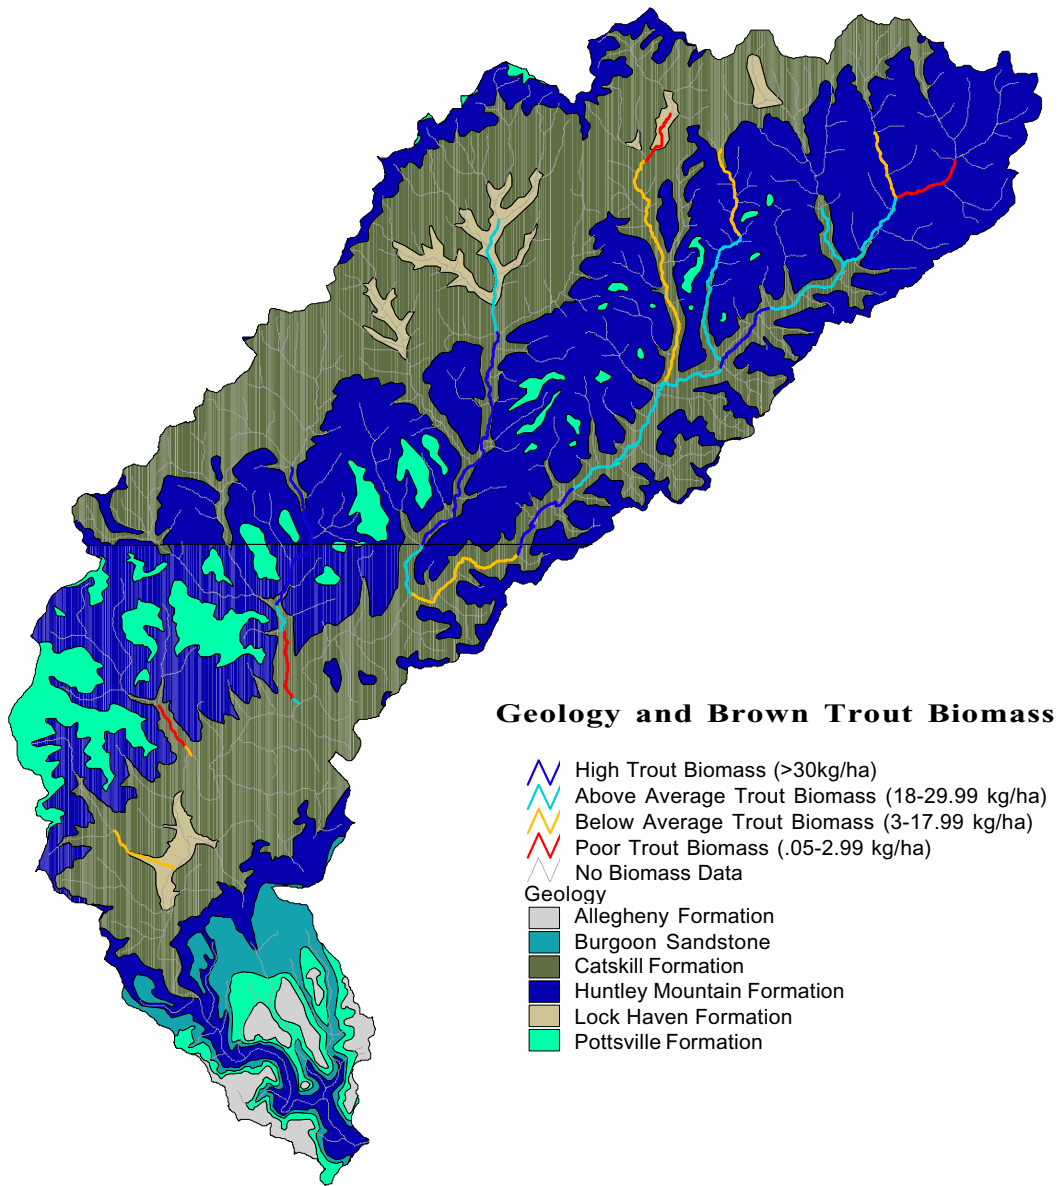 Geology and Brown Trout Biomass
High Trout Biomass (>30kg/ha)
Above Average Trout Biomass (18-29.99 kg/ha)
Below Average Trout Biomass (3-17.99 kg/ha)
Poor Trout Biomass (.05-2.99 kg/ha)
No Biomass Data
Geology
Allegheny Formation
Burgoon Sandstone
Catskill Formation
Huntley Mountain Formation
Lock Haven Formation
Pottsville Formation